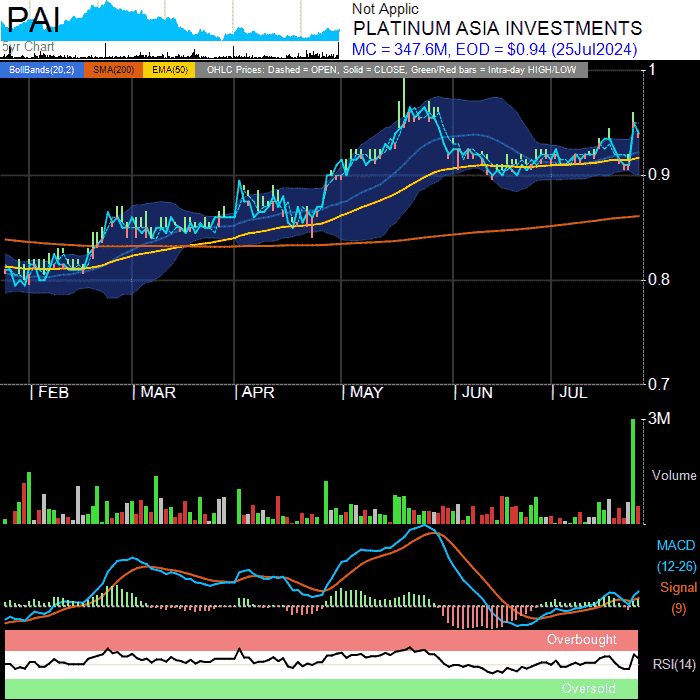 PAI
5yr Chart
Not Applic
PLATINUM ASIA INVESTMENTS
MC = 347.6M, EOD = $0.94 (25Jul2024)
BollBands(20,2) SMA(200) EMA(50) OHLC Prices: Dashed = OPEN, Solid = CLOSE, Green/Red bars = Intra-day HIGH/LOW
1
0.9
0.8
0.7
FEB MAR APR MAY JUN JUL
3M
Volume
MACD
(12-26)
Signal
(9)
Overbought
RSI(14)
Oversold